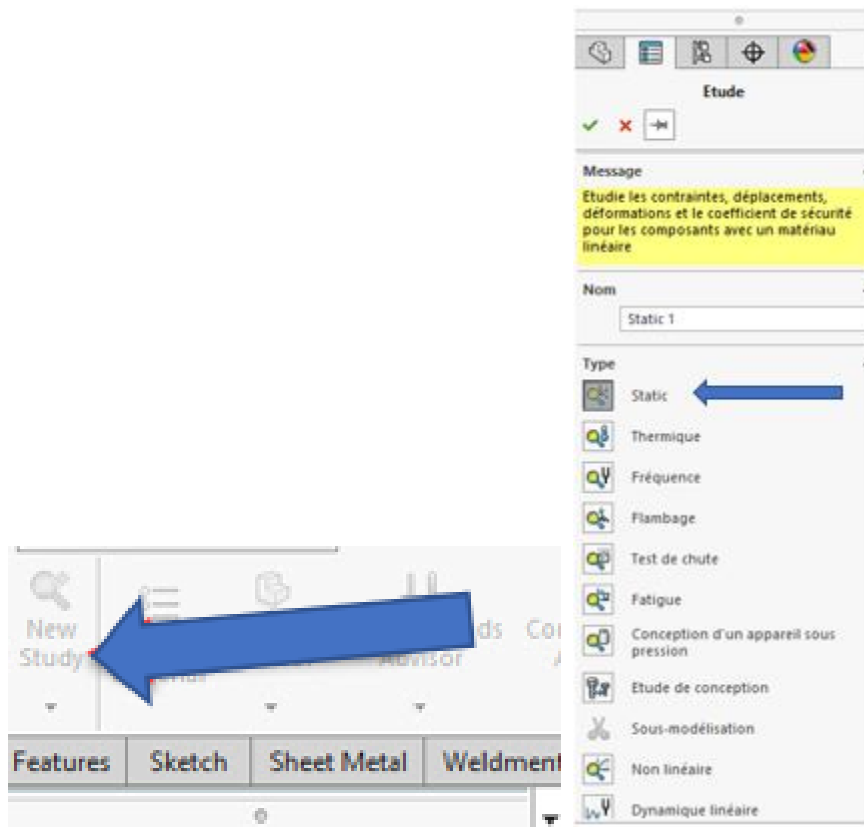 New
Study
Advisor
Features
Sketch
Sheet Metal
Etude
Message
Etudie les contraintes, déplacements,
déformations et le coefficient de sécurité
pour les composants avec un matériau
linéaire
Nom
Static 1
Type
Static
Thermique
Fréquence
Flambage
Test de chute
Fatigue
Conception d'un appareil sous
pression
Etude de conception
Sous-modélisation
Non linéaire
Dynamique linéaire